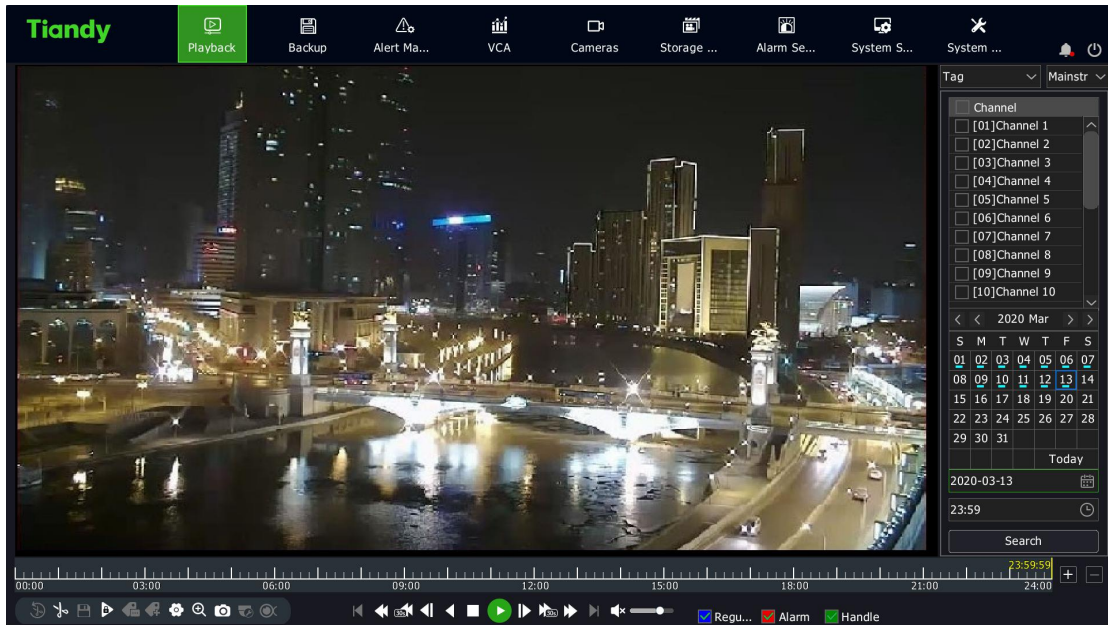 Tiandy
Playback
Backup
Alert Ma...
VCA
Cameras
Storage ...
Alarm Se...
System S...
System ...
Tag
Mainstr
Channel
[01]Channel 1
[02]Channel 2
[03]Channel 3
[04]Channel 4
[05]Channel 5
[06]Channel 6
[07]Channel 7
[08]Channel 8
[09]Channel 9
[10]Channel 10
2020 Mar
S M T W T F S
01 02 03 04 05 06 07
08 09 10 11 12 13 14
15 16 17 18 19 20 21
22 23 24 25 26 27 28
29 30 31
Today
2020-03-13
23:59
Search
23:59:59
00:00 03:00 06:00 09:00 12:00 15:00 18:00 21:00 24:00
30s 30s
Regu... Alarm Handle